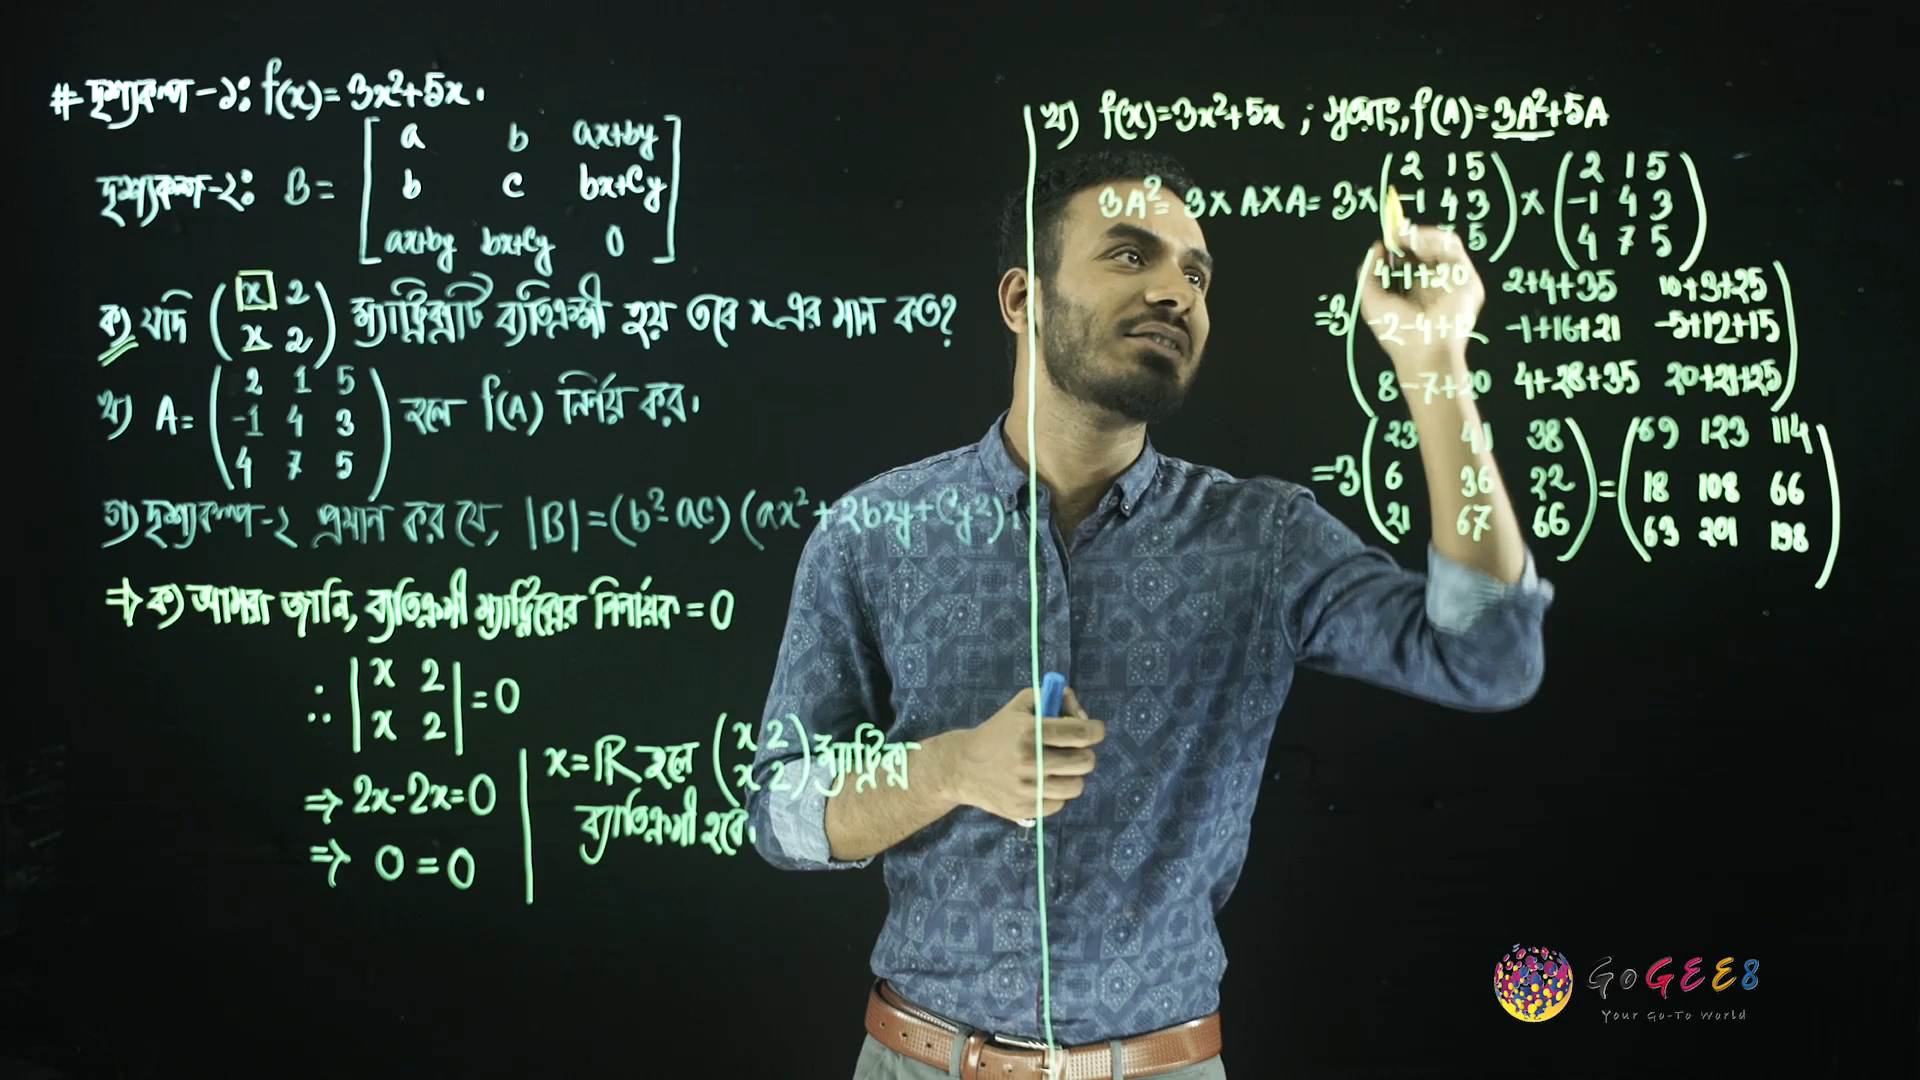 # দৃশ্যকল্প-১: f(x)=3x²+5x.
দৃশ্যকল্প-২: B = [a b ax+by
b c bx+cy
ax+by bx+cy 0]
ক) যদি (x 2
x 2) ম্যাট্রিক্সটি ব্যতিক্রমী হয় তবে x এর মান কত?
খ) A = (2 1 5
-1 4 3
4 7 5) হলে f(A) নির্ণয় কর।
গ) দৃশ্যকল্প-২ প্রমান কর যে, |B| = (b²-ac)(ax²+2bxy+cy²).
⇒ ক) আমরা জানি, ব্যতিক্রমী ম্যাট্রিক্সের নির্ণায়ক = 0
∴ |x 2
x 2| = 0
⇒ 2x-2x=0
⇒ 0 = 0
x = ℝ হলে (x 2
x 2) ম্যাট্রিক্স
ব্যতিক্রমী হবে.
খ) f(x)=3x²+5x ; সুতরাং, f(A)=3A²+5A
3A² = 3×A×A = 3×(2 1 5
-1 4 3
4 7 5) × (2 1 5
-1 4 3
4 7 5)
=3(4-1+20 2+4+35 10+3+25
-2-4+12 -1+16+21 -5+12+15
8-7+20 4+28+35 20+21+25)
=3(23 41 38
6 36 22
21 67 66) = (69 123 114
18 108 66
63 201 198)
GoGEE8
Your Go-To World